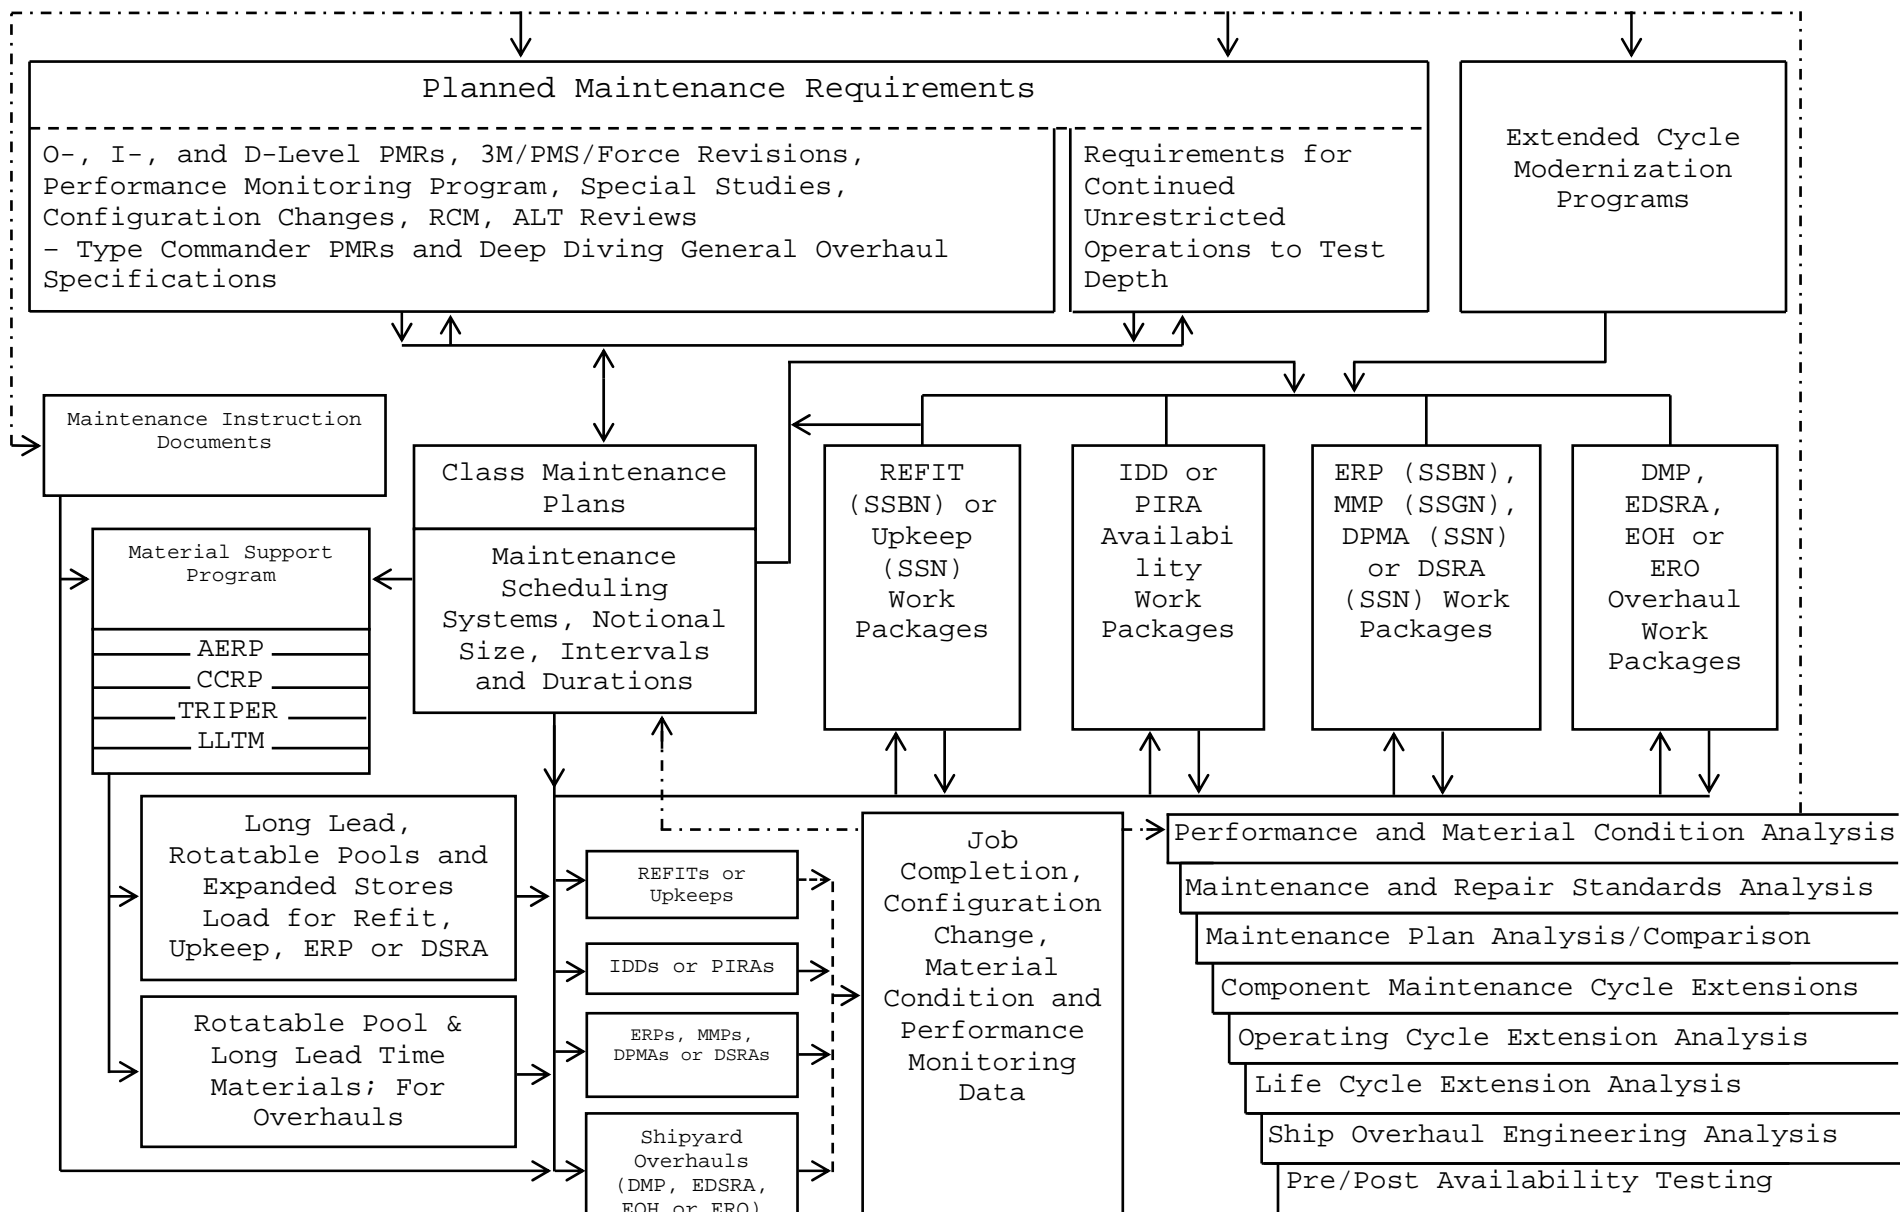 Planned Maintenance Requirements
O-, I-, and D-Level PMRs, 3M/PMS/Force Revisions,
Performance Monitoring Program, Special Studies,
Configuration Changes, RCM, ALT Reviews
- Type Commander PMRs and Deep Diving General Overhaul
Specifications
Requirements for
Continued
Unrestricted
Operations to Test
Depth
Extended Cycle
Modernization
Programs
Maintenance Instruction
Documents
Material Support
Program
AERP
CCRP
TRIPER
LLTM
Class Maintenance
Plans
Maintenance
Scheduling
Systems, Notional
Size, Intervals
and Durations
REFIT
(SSBN) or
Upkeep
(SSN)
Work
Packages
IDD or
PIRA
Availabi
lity
Work
Packages
ERP (SSBN),
MMP (SSGN),
DPMA (SSN)
or DSRA
(SSN) Work
Packages
DMP,
EDSRA,
EOH or
ERO
Overhaul
Work
Packages
Long Lead,
Rotatable Pools and
Expanded Stores
Load for Refit,
Upkeep, ERP or DSRA
Rotatable Pool &
Long Lead Time
Materials; For
Overhauls
REFITs or
Upkeeps
IDDs or PIRAs
ERPs, MMPs,
DPMAs or DSRAs
Shipyard
Overhauls
(DMP, EDSRA,
EOH or ERO)
Job
Completion,
Configuration
Change,
Material
Condition and
Performance
Monitoring
Data
Performance and Material Condition Analysis
Maintenance and Repair Standards Analysis
Maintenance Plan Analysis/Comparison
Component Maintenance Cycle Extensions
Operating Cycle Extension Analysis
Life Cycle Extension Analysis
Ship Overhaul Engineering Analysis
Pre/Post Availability Testing